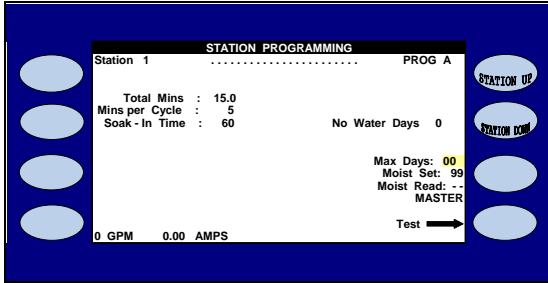 STATION PROGRAMMING
Station 1 ....................... PROG A
STATION UP
Total Mins : 15.0
Mins per Cycle : 5
Soak - In Time : 60 No Water Days 0
STATION DOWN
Max Days: 00
Moist Set: 99
Moist Read: - -
MASTER
Test
0 GPM 0.00 AMPS